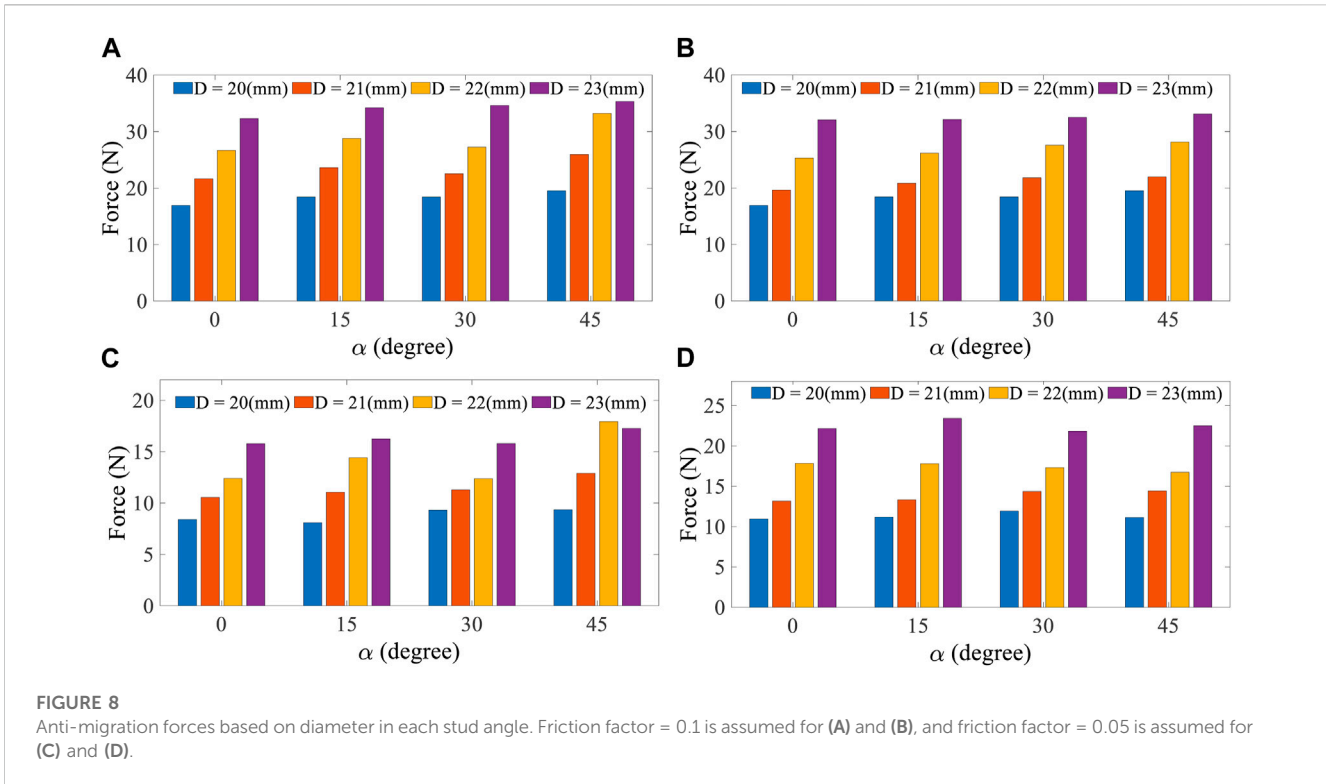 A
40
30
20
10
0
Force (N)
D = 20(mm) D = 21(mm) D = 22(mm) D = 23(mm)
0 15 30 45
α (degree)
B
40
30
20
10
0
Force (N)
D = 20(mm) D = 21(mm) D = 22(mm) D = 23(mm)
0 15 30 45
α (degree)
C
20
15
10
5
0
Force (N)
D = 20(mm) D = 21(mm) D = 22(mm) D = 23(mm)
0 15 30 45
α (degree)
D
25
20
15
10
5
0
Force (N)
D = 20(mm) D = 21(mm) D = 22(mm) D = 23(mm)
0 15 30 45
α (degree)
FIGURE 8
Anti-migration forces based on diameter in each stud angle. Friction factor = 0.1 is assumed for (A) and (B), and friction factor = 0.05 is assumed for
(C) and (D).